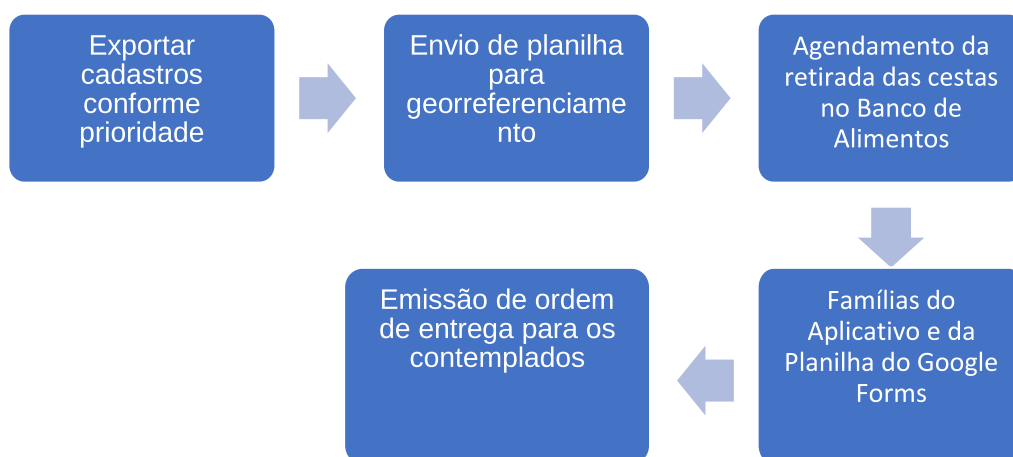 Exportar
cadastros
conforme
prioridade
Envio de planilha
para
georreferenciame
nto
Agendamento da
retirada das cestas
no Banco de
Alimentos
Famílias do
Aplicativo e da
Planilha do Google
Forms
Emissão de ordem
de entrega para os
contemplados